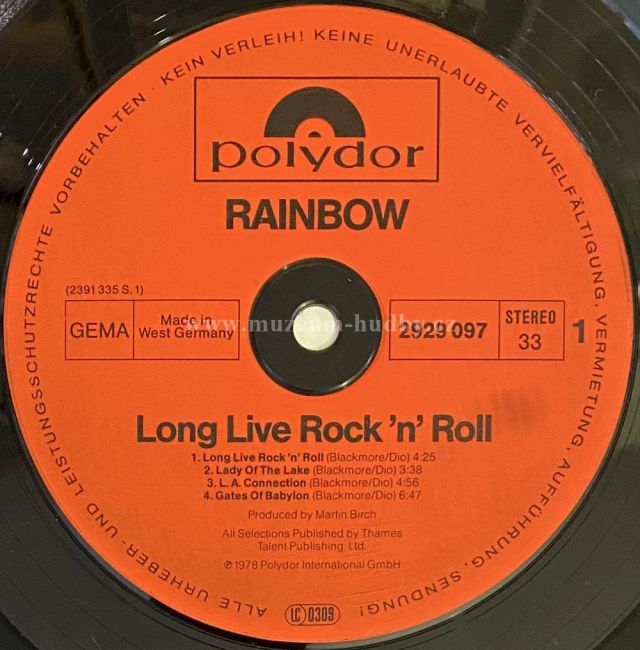 ALLE URHEBER- UND LEISTUNGSSCHUTZRECHTE VORBEHALTEN · KEIN VERLEIH! KEINE UNERLAUBTE VERVIELFÄLTIGUNG, VERMIETUNG, AUFFÜHRUNG, SENDUNG!
polydor
RAINBOW
(2391 335 S. 1)
GEMA
Made in
West Germany
2929 097
STEREO
33
1
www.muzeum-hudby.cz
Long Live Rock 'n' Roll
1. Long Live Rock 'n' Roll (Blackmore/Dio) 4:25
2. Lady Of The Lake (Blackmore/Dio) 3:38
3. L. A. Connection (Blackmore/Dio) 4:56
4. Gates Of Babylon (Blackmore/Dio) 6:47
Produced by Martin Birch
All Selections Published by Thames
Talent Publishing Ltd.
℗ 1978 Polydor International GmbH
LC 0309